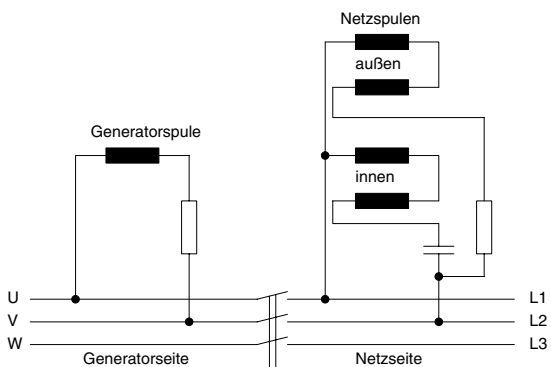 Netzspulen
außen
Generatorspule
innen
U L1
V L2
W L3
Generatorseite Netzseite